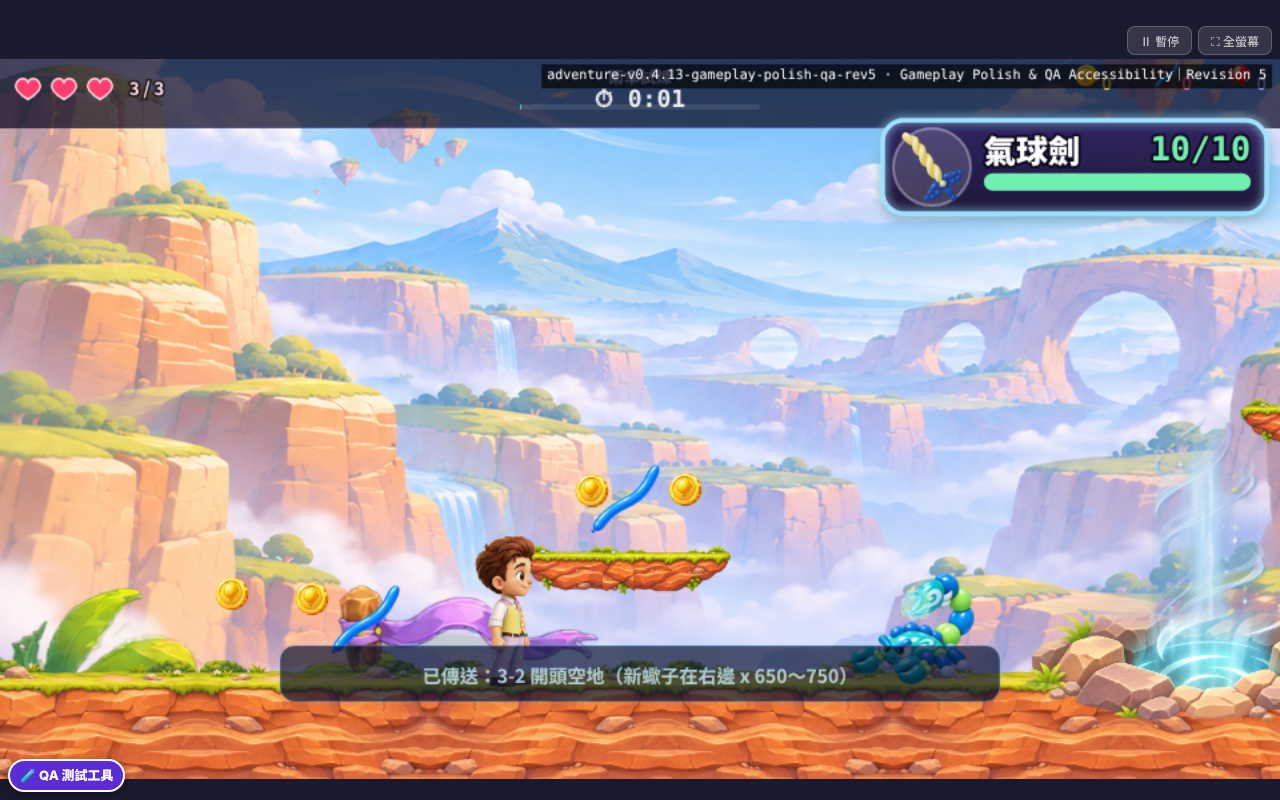 ⏸ 暫停
⛶ 全螢幕
3/3
adventure-v0.4.13-gameplay-polish-qa-rev5 · Gameplay Polish & QA Accessibility | Revision 5
⏱ 0:01
氣球劍 10/10
已傳送：3-2 開頭空地（新蠍子在右邊 x 650～750）
QA 測試工具